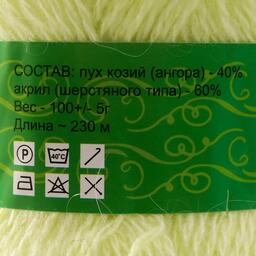 СОСТАВ: пух козий (ангора) - 40%
акрил (шерстяного типа) - 60%
Вес - 100+/- 5г
Длина ~ 230 м
P 40°C